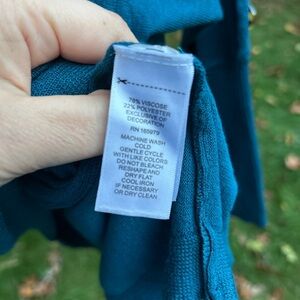 78% VISCOSE
22% POLYESTER
EXCLUSIVE OF
DECORATION
RN 165979
MACHINE WASH
COLD
GENTLE CYCLE
WITH LIKE COLORS
DO NOT BLEACH
RESHAPE AND
DRY FLAT
COOL IRON
IF NECESSARY
OR DRY CLEAN